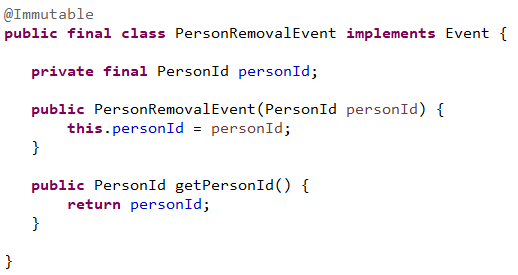 @Immutable
public final class PersonRemovalEvent implements Event {
private final PersonId personId;
public PersonRemovalEvent(PersonId personId) {
this.personId = personId;
}
public PersonId getPersonId() {
return personId;
}
}